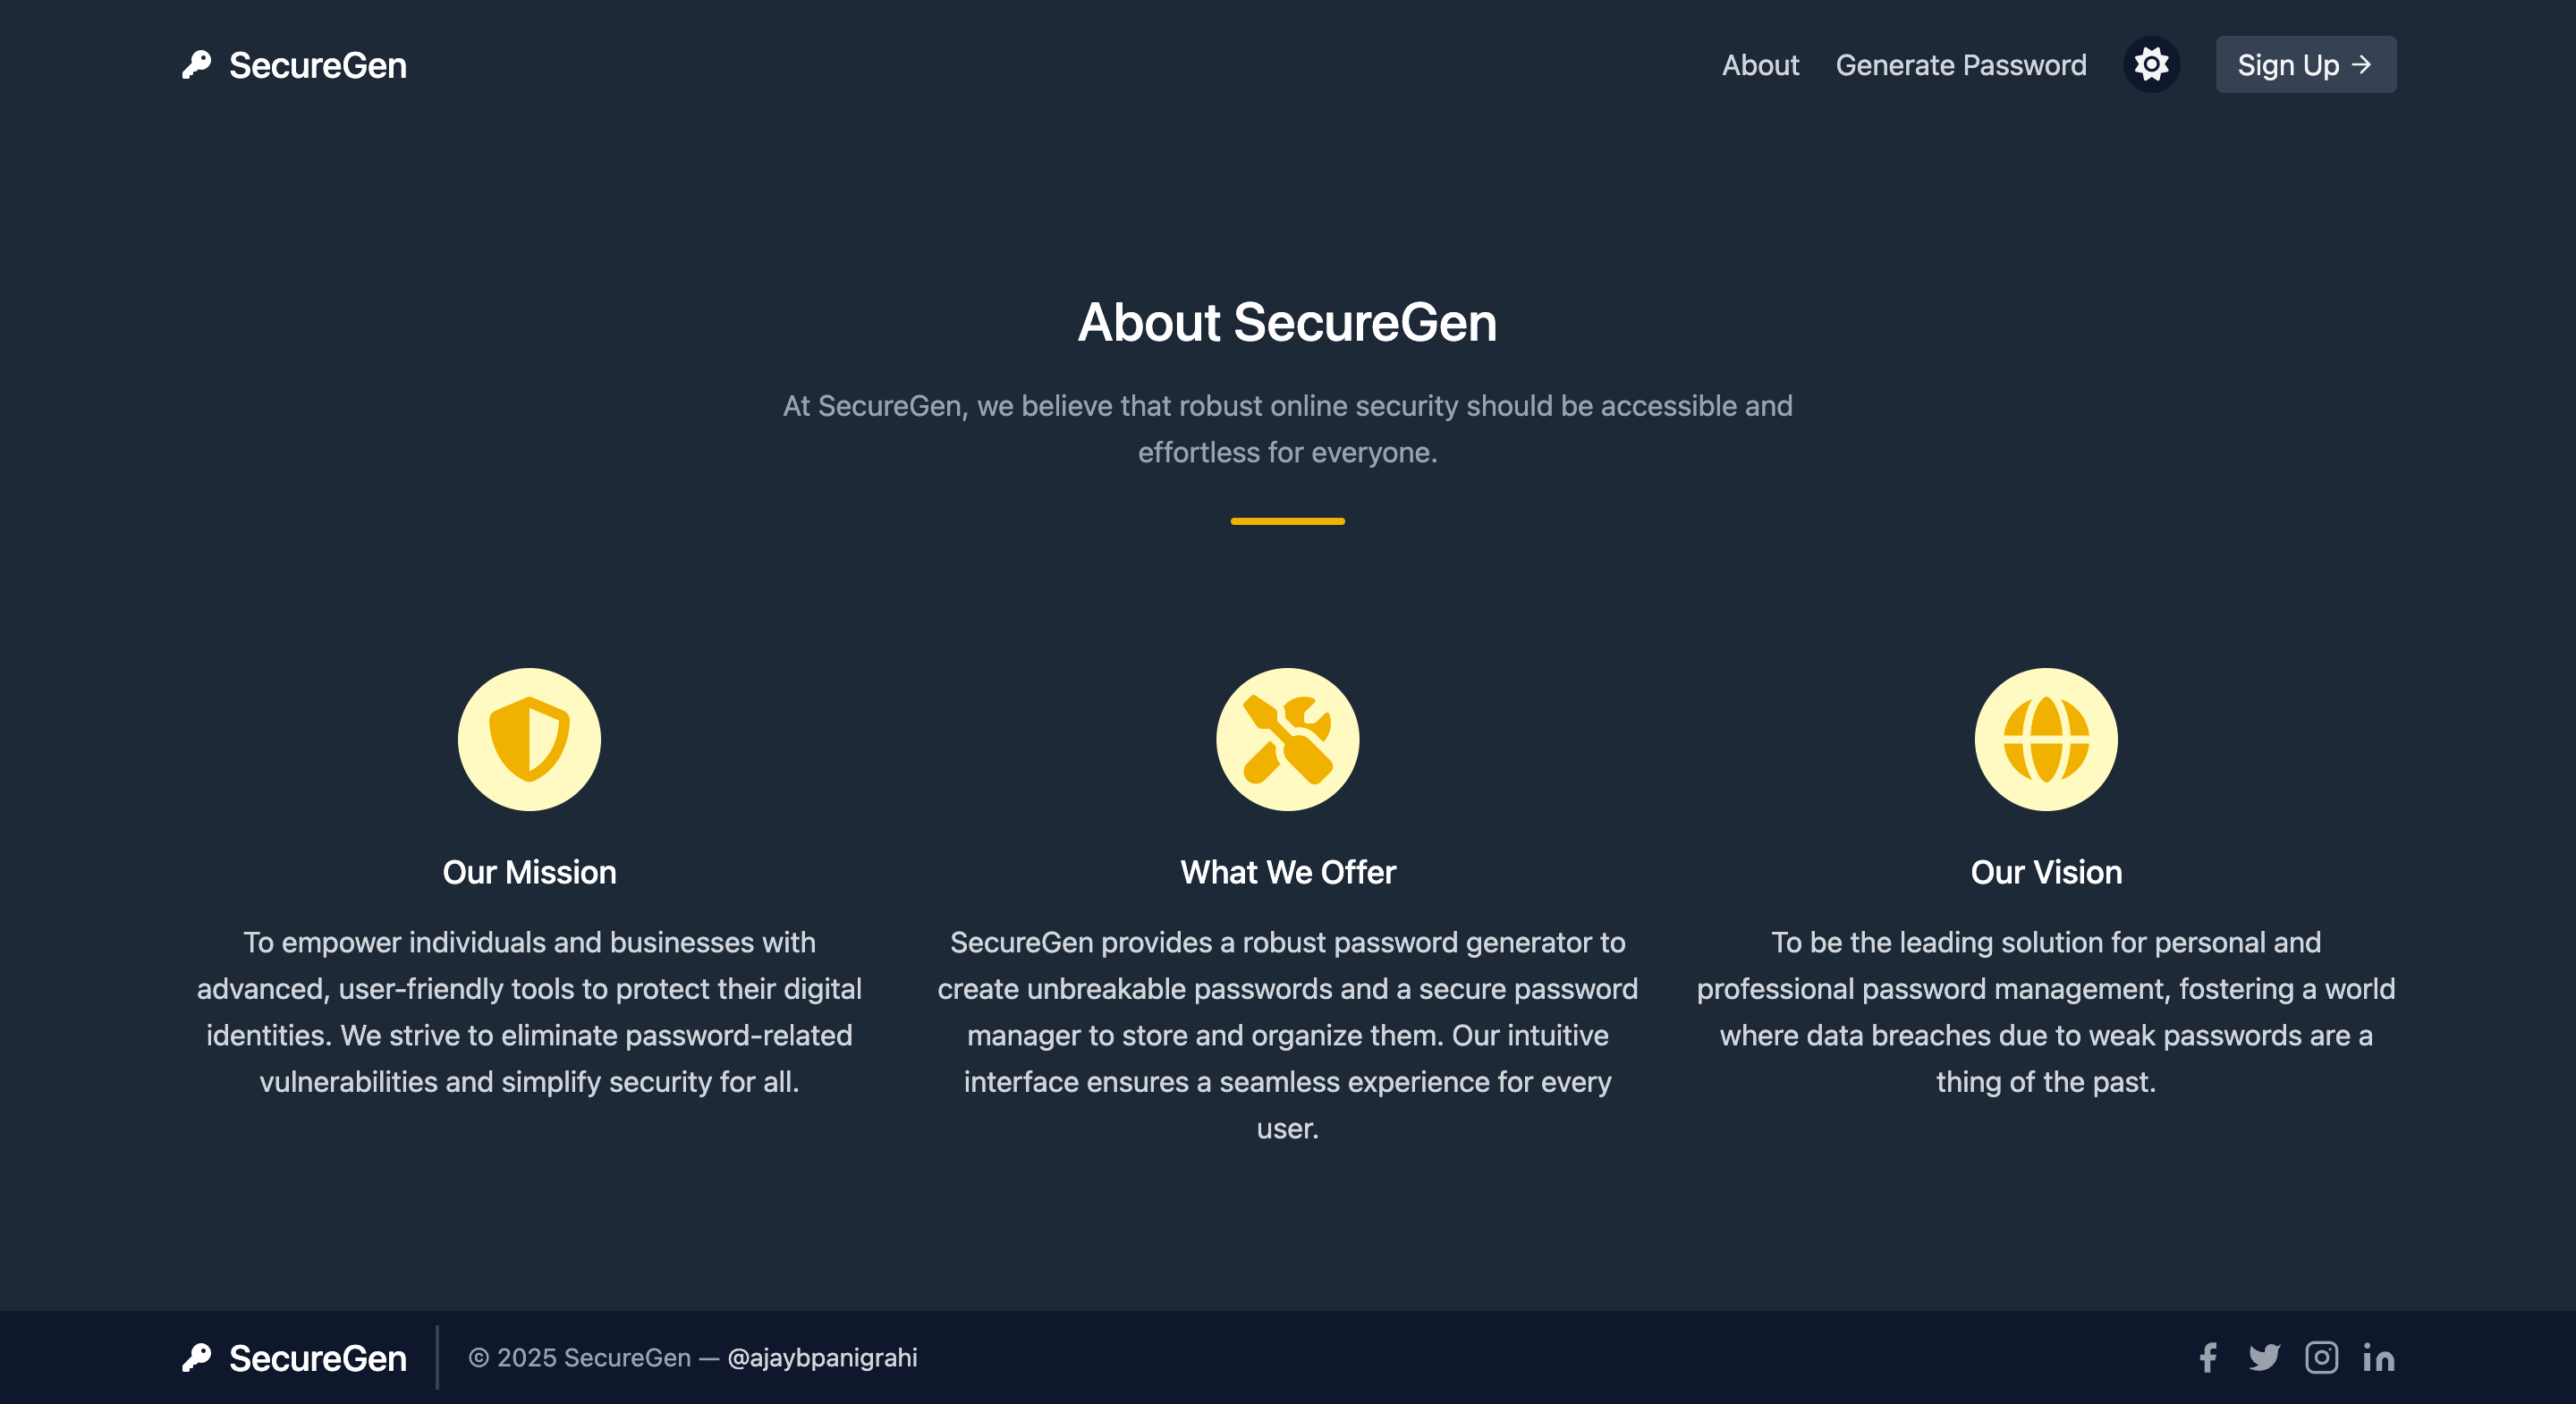 SecureGen
About
Generate Password
Sign Up →
About SecureGen
At SecureGen, we believe that robust online security should be accessible and
effortless for everyone.
Our Mission
To empower individuals and businesses with
advanced, user-friendly tools to protect their digital
identities. We strive to eliminate password-related
vulnerabilities and simplify security for all.
What We Offer
SecureGen provides a robust password generator to
create unbreakable passwords and a secure password
manager to store and organize them. Our intuitive
interface ensures a seamless experience for every
user.
Our Vision
To be the leading solution for personal and
professional password management, fostering a world
where data breaches due to weak passwords are a
thing of the past.
SecureGen
© 2025 SecureGen — @ajaybpanigrahi